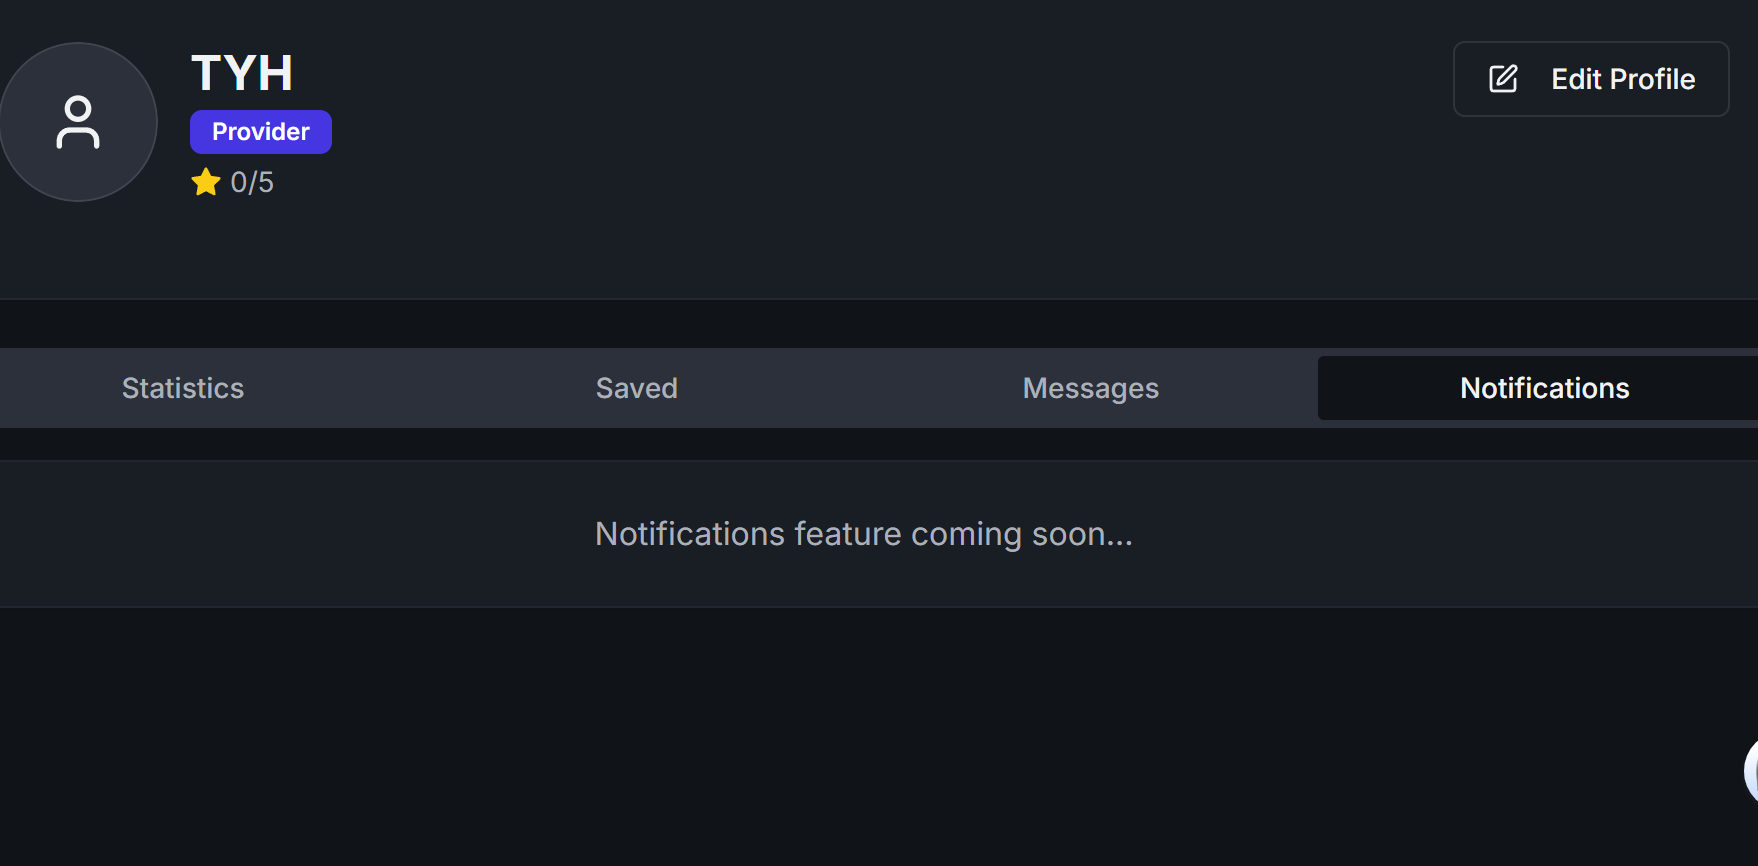 TYH
Provider
0/5
Edit Profile
Statistics
Saved
Messages
Notifications
Notifications feature coming soon...